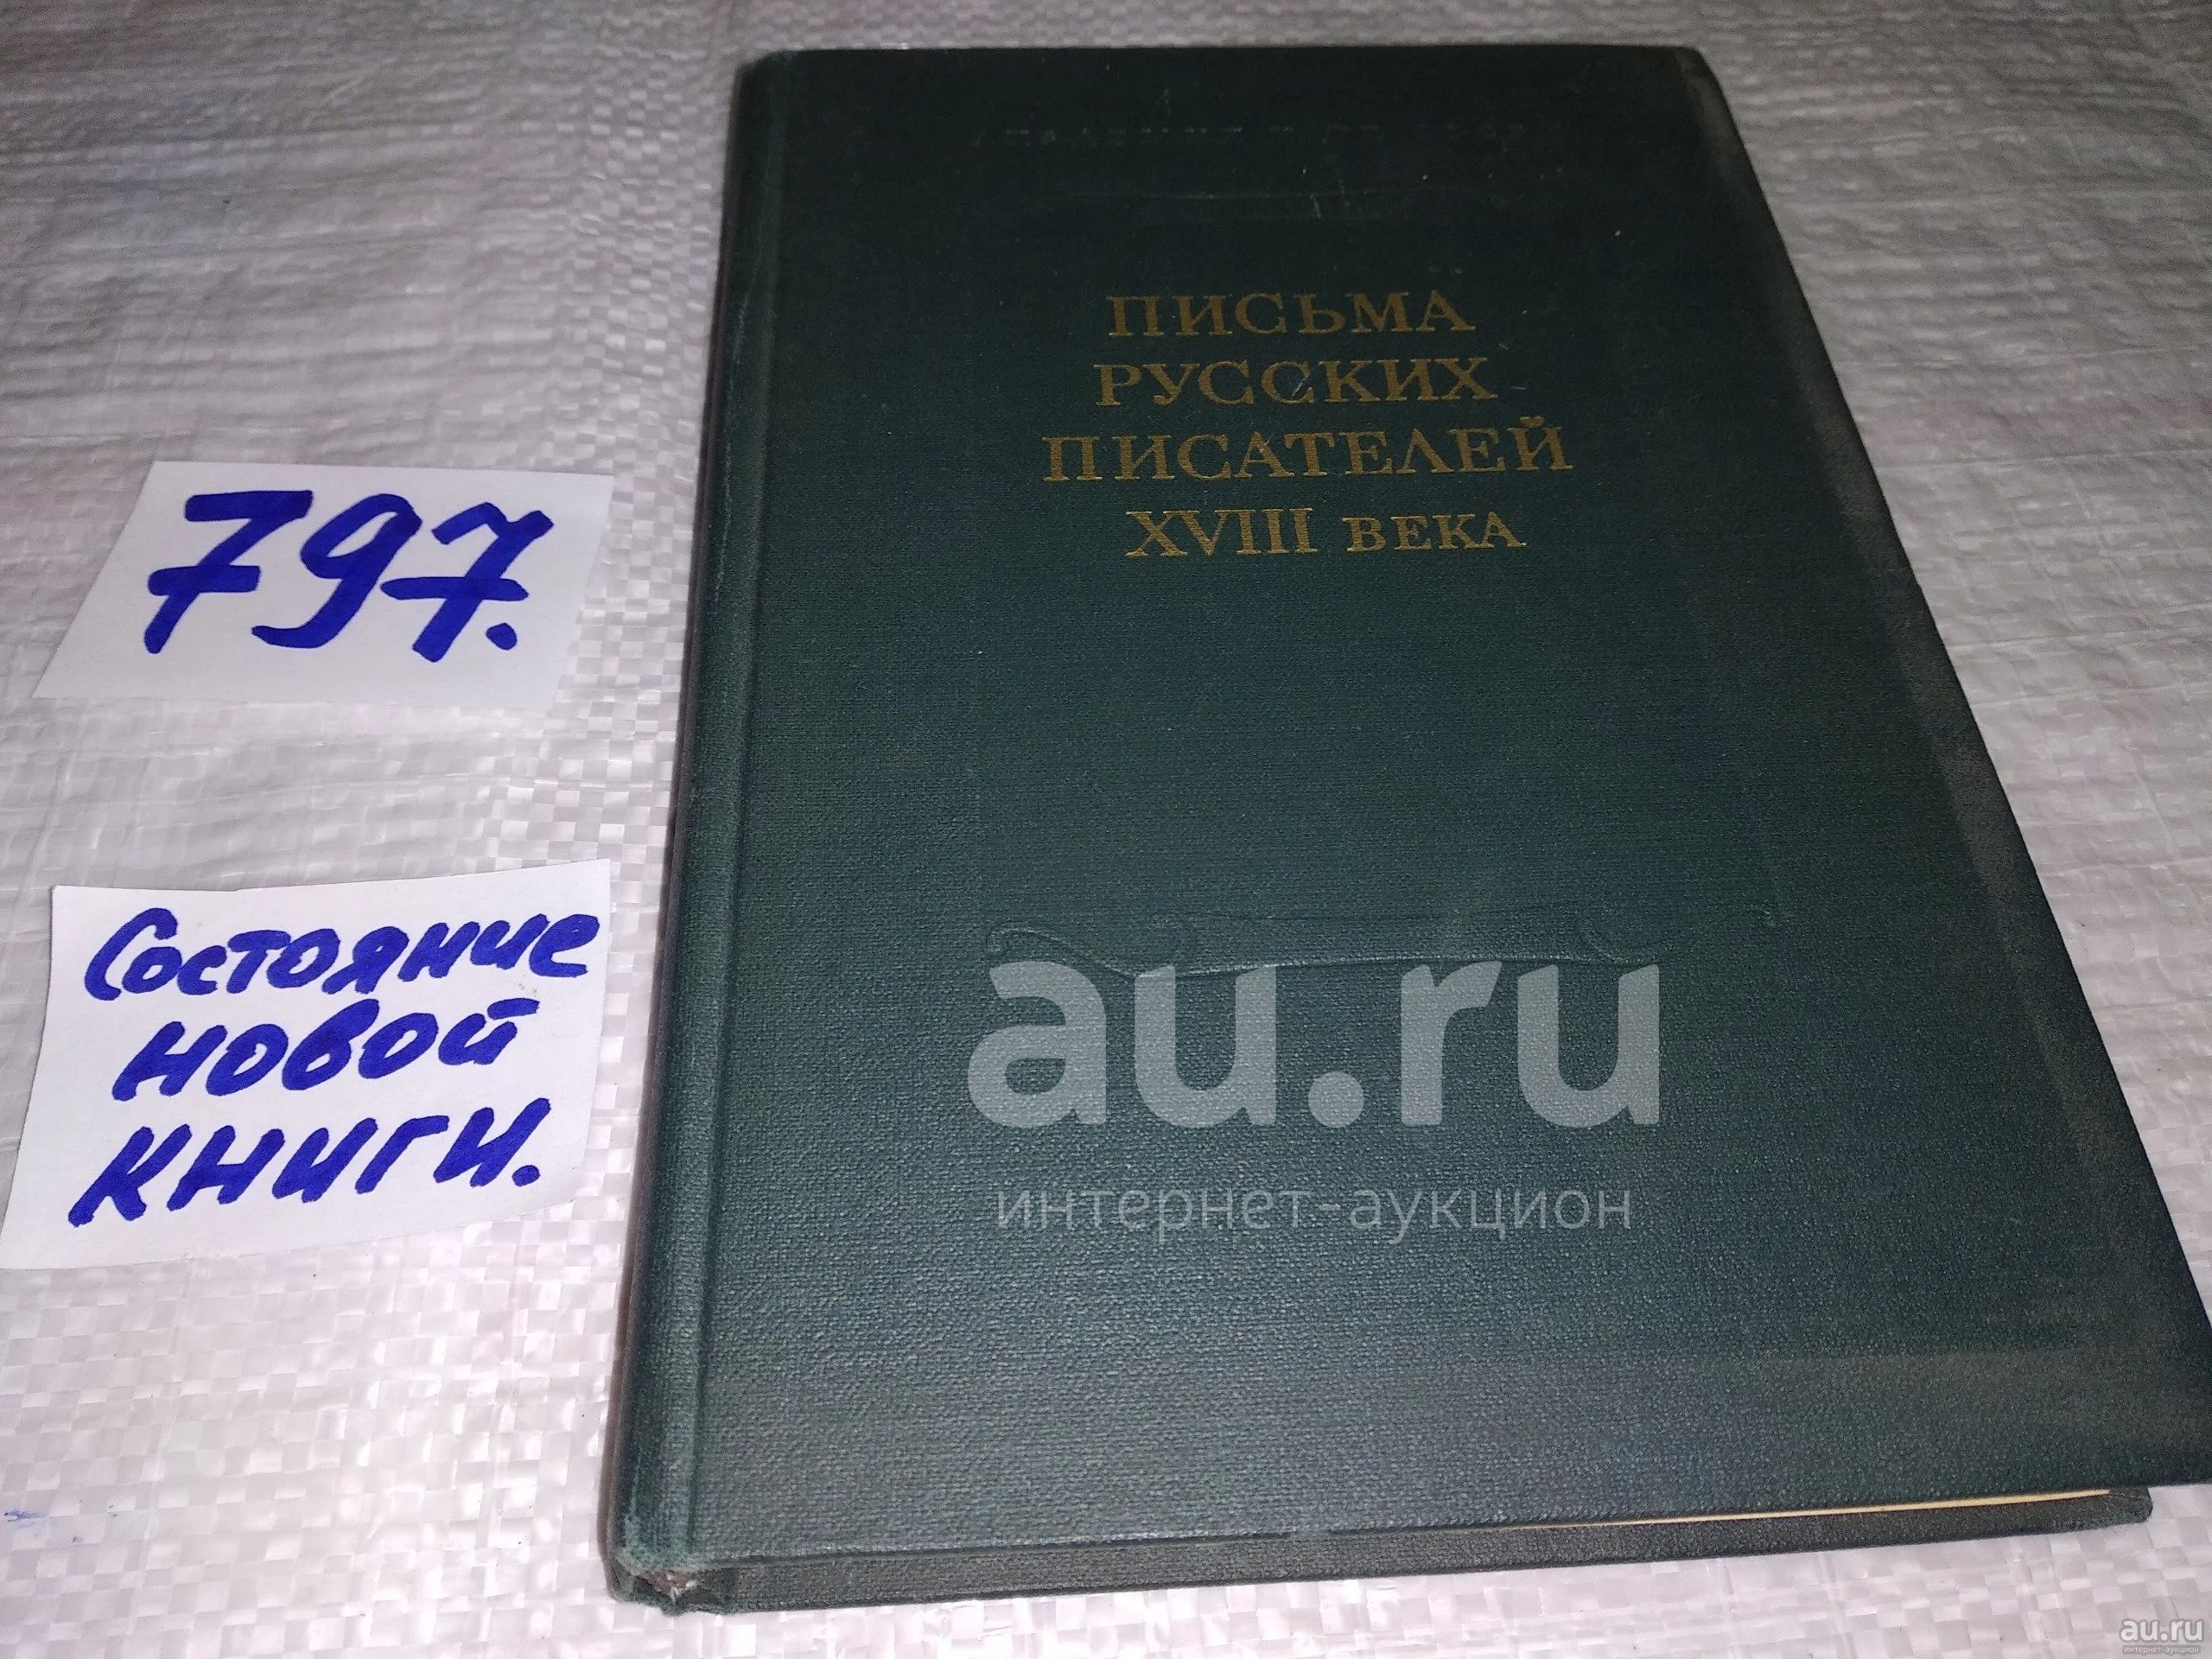 ПИСЬМА
РУССКИХ
ПИСАТЕЛЕЙ
XVIII ВЕКА
797.
Состояние
новой
книги.
au.ru
интернет-аукцион
au.ru
интернет-аукцион